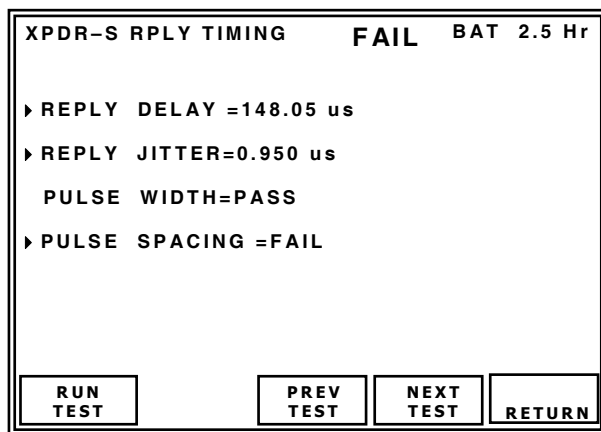 XPDR–S RPLY TIMING FAIL BAT 2.5 Hr
REPLY DELAY =148.05 us
REPLY JITTER=0.950 us
PULSE WIDTH=PASS
PULSE SPACING =FAIL
RUN TEST
PREV TEST
NEXT TEST
RETURN